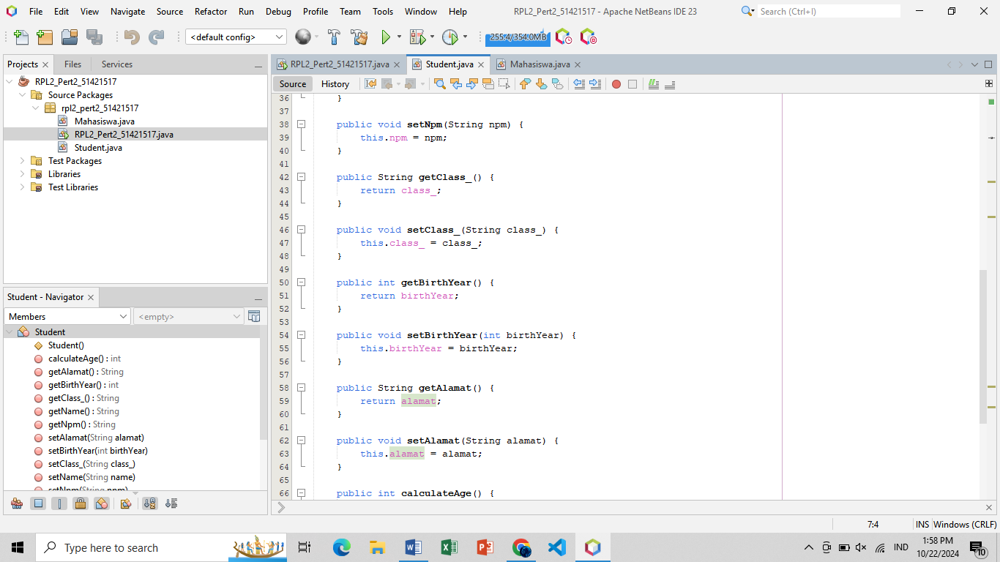 File Edit View Navigate Source Refactor Run Debug Profile Team Tools Window Help RPL2_Pert2_51421517 - Apache NetBeans IDE 23 Search (Ctrl+I)
<default config> 255.4/354.0MB
Projects Files Services
RPL2_Pert2_51421517
Source Packages
rpl2_pert2_51421517
Mahasiswa.java
RPL2_Pert2_51421517.java
Student.java
Test Packages
Libraries
Test Libraries
Student - Navigator
Members <empty>
Student
Student()
calculateAge() : int
getAlamat() : String
getBirthYear() : int
getClass_() : String
getName() : String
getNpm() : String
setAlamat(String alamat)
setBirthYear(int birthYear)
setClass_(String class_)
setName(String name)
setNpm(String npm)
RPL2_Pert2_51421517.java Student.java Mahasiswa.java
Source History
36 }
37
38 public void setNpm(String npm) {
39 this.npm = npm;
40 }
41
42 public String getClass_() {
43 return class_;
44 }
45
46 public void setClass_(String class_) {
47 this.class_ = class_;
48 }
49
50 public int getBirthYear() {
51 return birthYear;
52 }
53
54 public void setBirthYear(int birthYear) {
55 this.birthYear = birthYear;
56 }
57
58 public String getAlamat() {
59 return alamat;
60 }
61
62 public void setAlamat(String alamat) {
63 this.alamat = alamat;
64 }
65
66 public int calculateAge() {
7:4 INS Windows (CRLF)
Type here to search IND 1:58 PM
10/22/2024 10